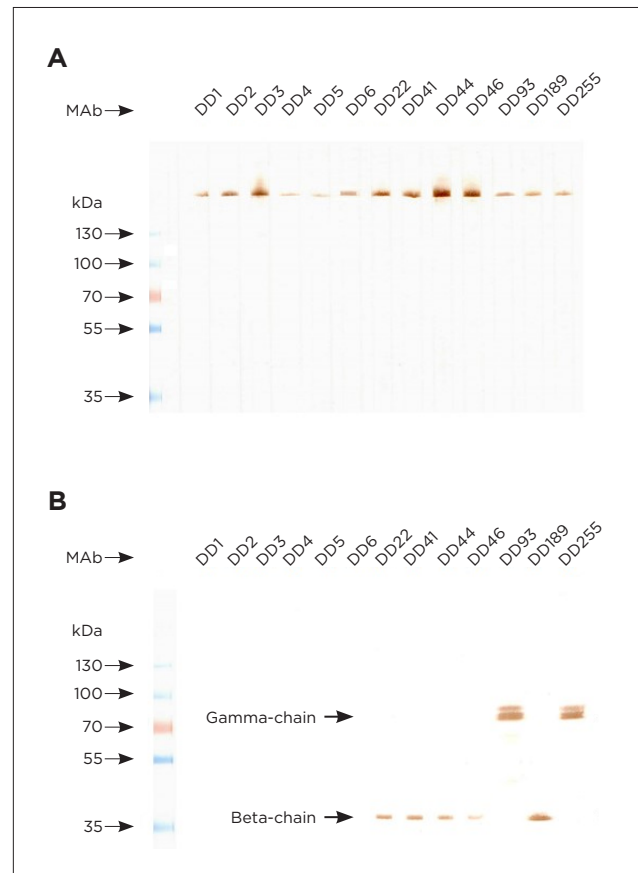 A
MAb DD1 DD2 DD3 DD4 DD5 DD6 DD22 DD41 DD44 DD46 DD93 DD189 DD255
kDa
130
100
70
55
35
B
MAb DD1 DD2 DD3 DD4 DD5 DD6 DD22 DD41 DD44 DD46 DD93 DD189 DD255
kDa
130
100
Gamma-chain
70
55
Beta-chain
35